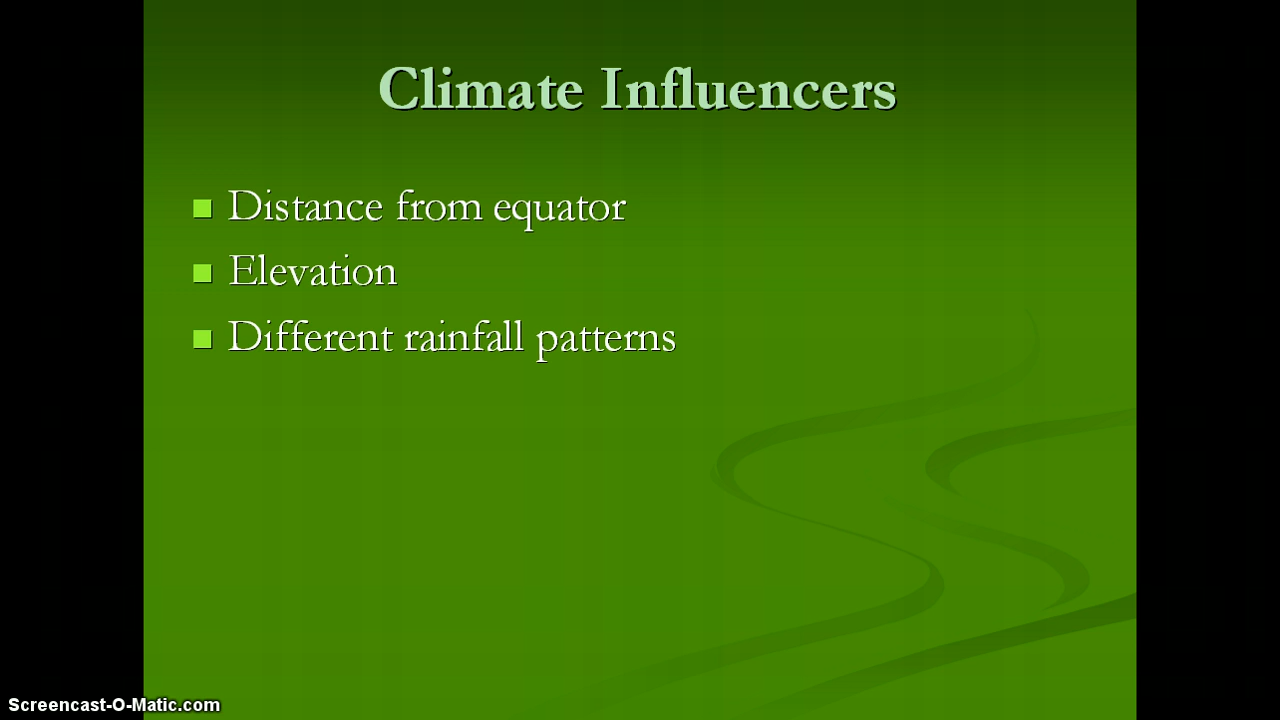 Climate Influencers
Distance from equator
Elevation
Different rainfall patterns
Screencast-O-Matic.com